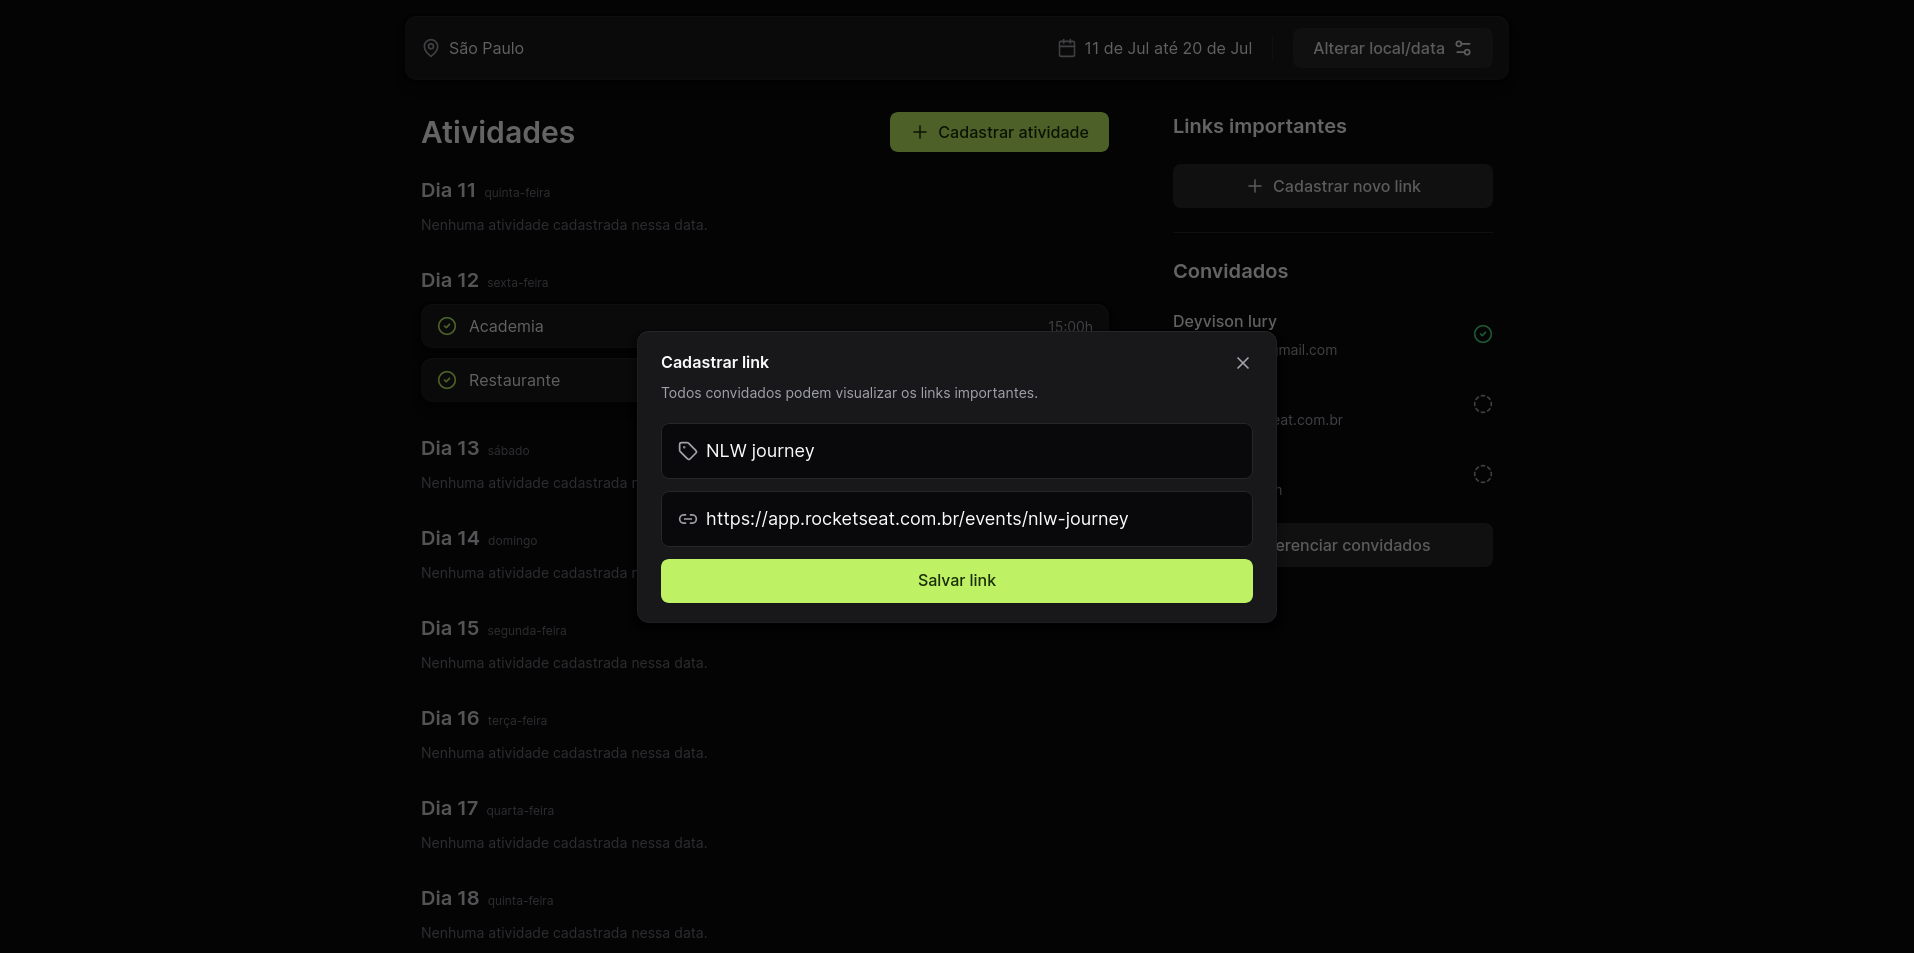 São Paulo
11 de Jul até 20 de Jul
Alterar local/data
Atividades
Cadastrar atividade
Dia 11 quinta-feira
Nenhuma atividade cadastrada nessa data.
Dia 12 sexta-feira
Academia
15:00h
Restaurante
Dia 13 sábado
Nenhuma atividade cadastrada
Dia 14 domingo
Nenhuma atividade cadastrada
Dia 15 segunda-feira
Nenhuma atividade cadastrada nessa data.
Dia 16 terça-feira
Nenhuma atividade cadastrada nessa data.
Dia 17 quarta-feira
Nenhuma atividade cadastrada nessa data.
Dia 18 quinta-feira
Nenhuma atividade cadastrada nessa data.
Cadastrar link
Todos convidados podem visualizar os links importantes.
NLW journey
https://app.rocketseat.com.br/events/nlw-journey
Salvar link
Links importantes
Cadastrar novo link
Convidados
Deyvison Iury
mail.com
eat.com.br
erenciar convidados